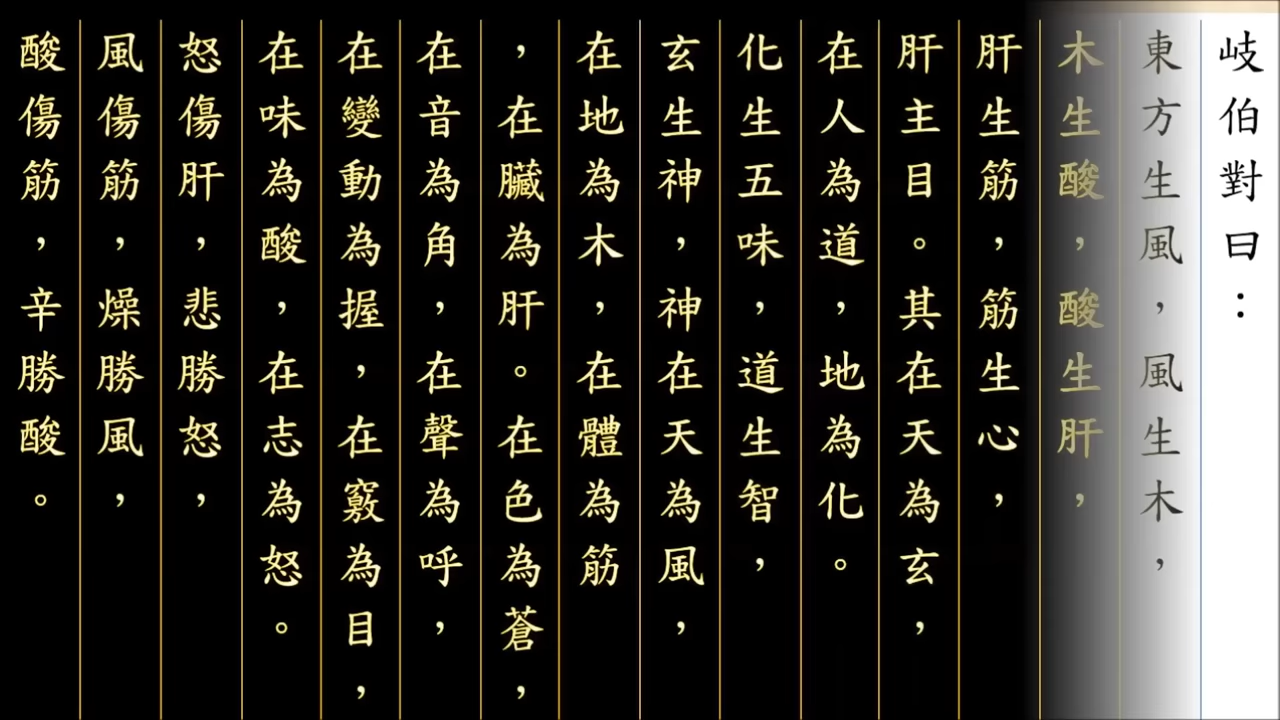 岐伯對曰：
東方生風，風生木，
木生酸，酸生肝，
肝生筋，筋生心，
肝主目。其在天為玄，
在人為道，地為化。
化生五味，道生智，
玄生神，神在天為風，
在地為木，在體為筋
，在臟為肝。在色為蒼，
在音為角，在聲為呼，
在變動為握，在竅為目，
在味為酸，在志為怒。
怒傷肝，悲勝怒，
風傷筋，燥勝風，
酸傷筋，辛勝酸。